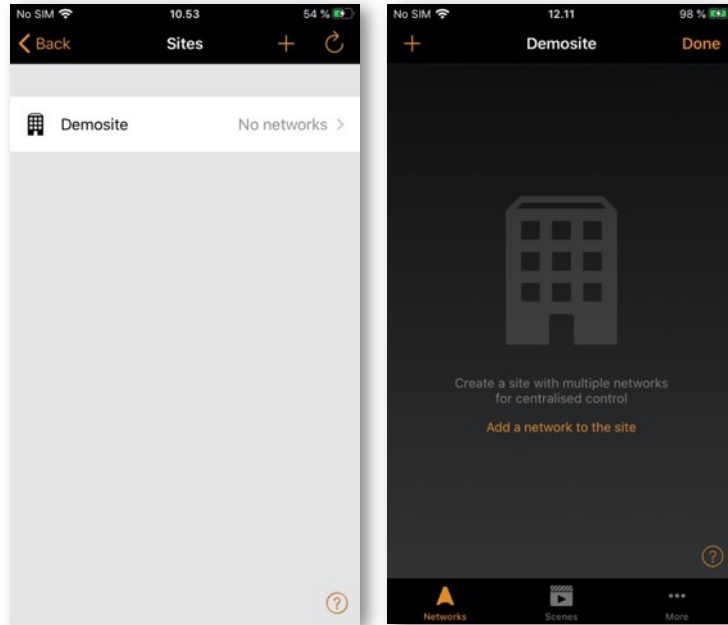 No SIM 10.53 54 %
Back Sites
Demosite No networks
?
No SIM 12.11 98 %
Demosite Done
Create a site with multiple networks
for centralised control
Add a network to the site
?
Networks Scenes More